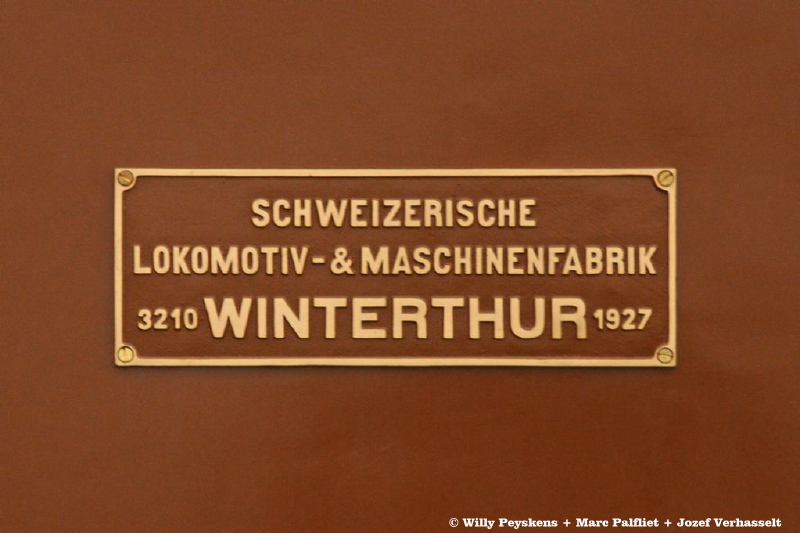 SCHWEIZERISCHE
LOKOMOTIV-& MASCHINENFABRIK
3210 WINTERTHUR 1927
© Willy Peyskens + Marc Palfliet + Jozef Verhasselt